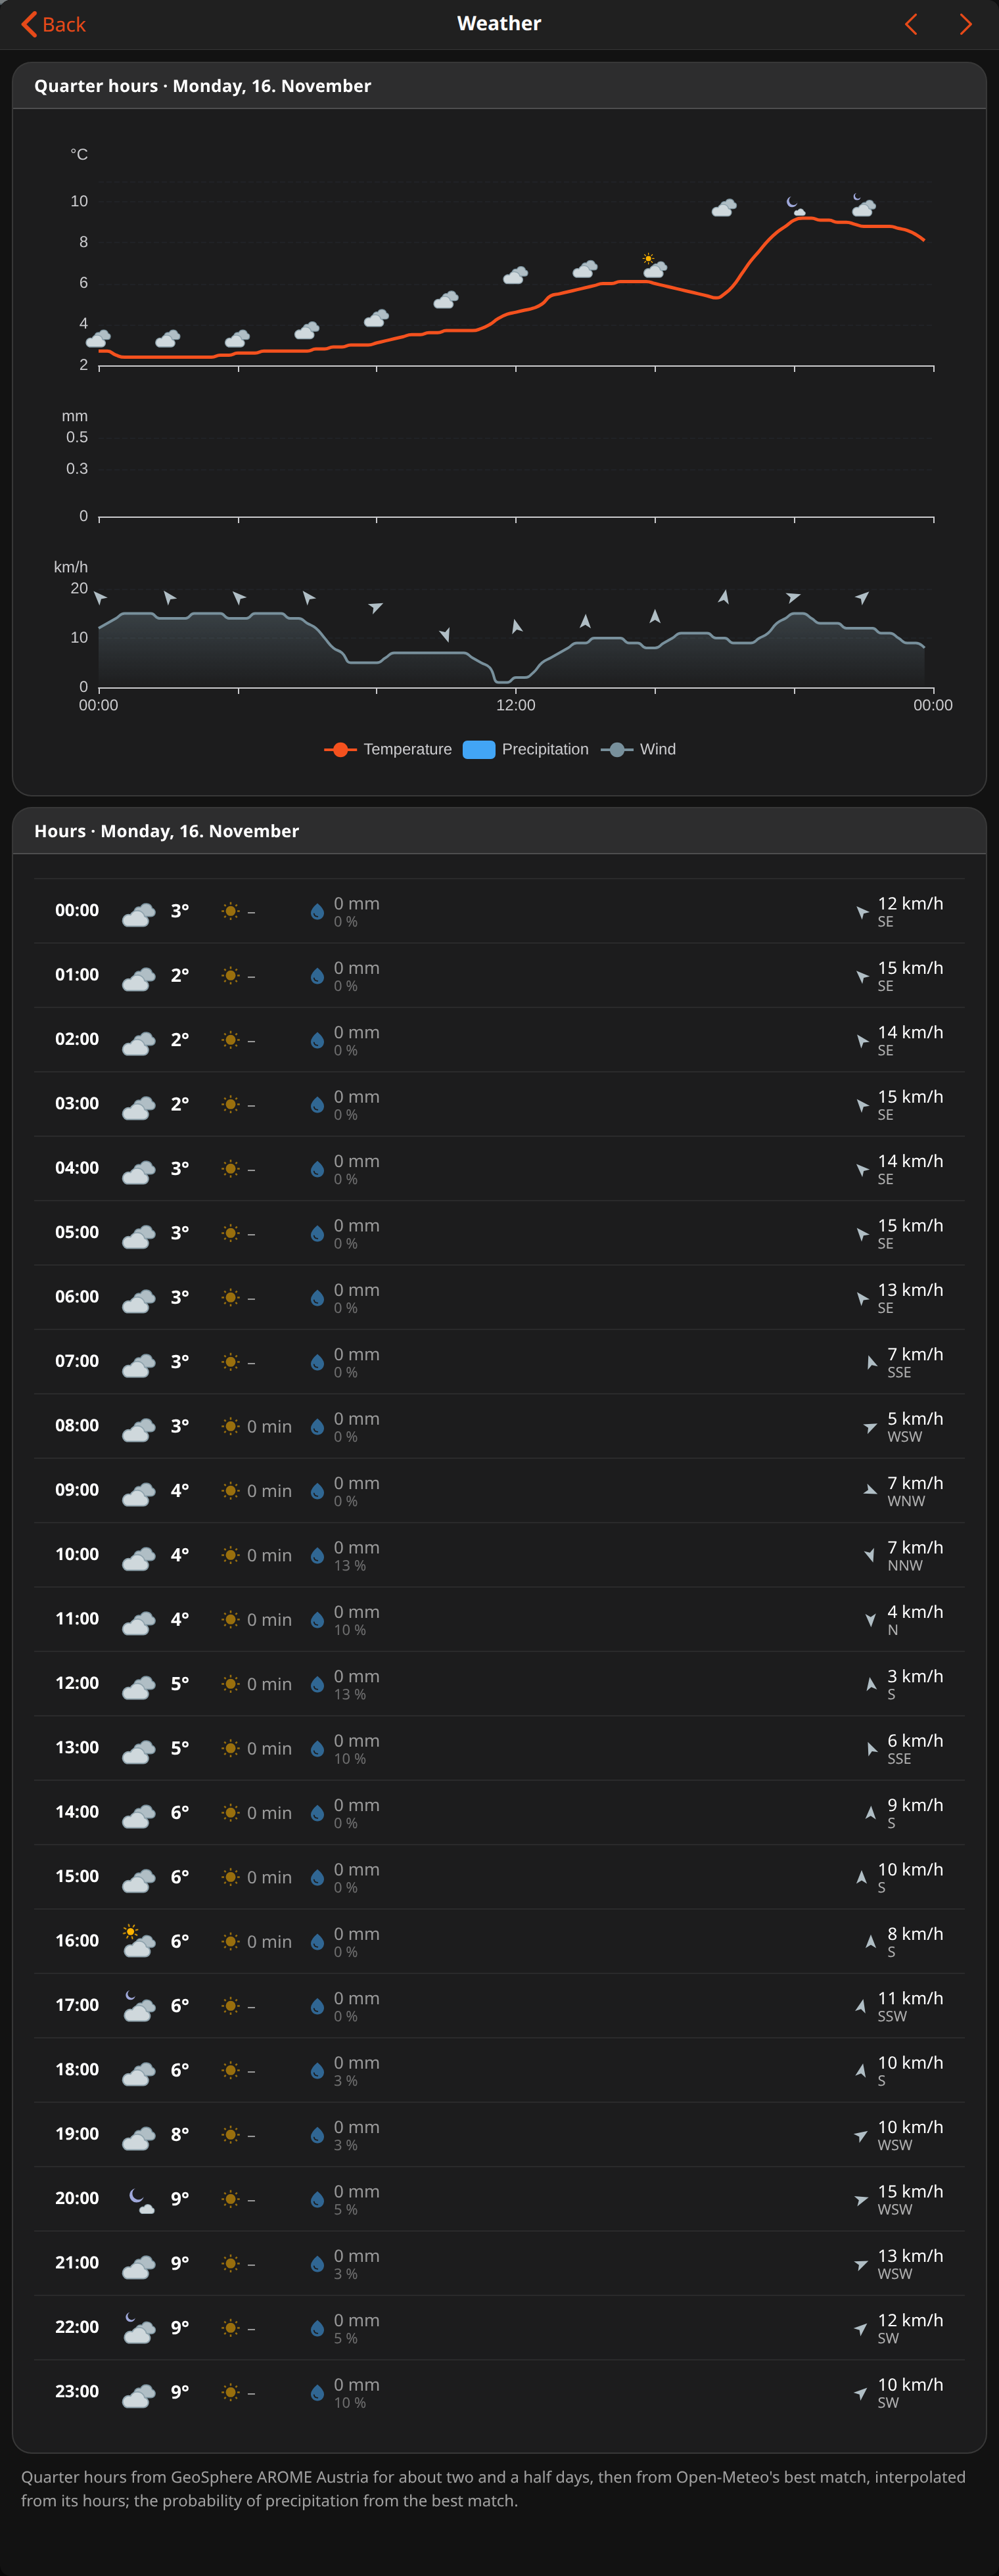 Back
Weather
Quarter hours · Monday, 16. November
°C
10
8
6
4
2
mm
0.5
0.3
0
km/h
20
10
0
00:00 12:00 00:00
Temperature Precipitation Wind
Hours · Monday, 16. November
00:00 3° – 0 mm 12 km/h
0 % SE
01:00 2° – 0 mm 15 km/h
0 % SE
02:00 2° – 0 mm 14 km/h
0 % SE
03:00 2° – 0 mm 15 km/h
0 % SE
04:00 3° – 0 mm 14 km/h
0 % SE
05:00 3° – 0 mm 15 km/h
0 % SE
06:00 3° – 0 mm 13 km/h
0 % SE
07:00 3° – 0 mm 7 km/h
0 % SSE
08:00 3° 0 min 0 mm 5 km/h
0 % WSW
09:00 4° 0 min 0 mm 7 km/h
0 % WNW
10:00 4° 0 min 0 mm 7 km/h
13 % NNW
11:00 4° 0 min 0 mm 4 km/h
10 % N
12:00 5° 0 min 0 mm 3 km/h
13 % S
13:00 5° 0 min 0 mm 6 km/h
10 % SSE
14:00 6° 0 min 0 mm 9 km/h
0 % S
15:00 6° 0 min 0 mm 10 km/h
0 % S
16:00 6° 0 min 0 mm 8 km/h
0 % S
17:00 6° – 0 mm 11 km/h
0 % SSW
18:00 6° – 0 mm 10 km/h
3 % S
19:00 8° – 0 mm 10 km/h
3 % WSW
20:00 9° – 0 mm 15 km/h
5 % WSW
21:00 9° – 0 mm 13 km/h
3 % WSW
22:00 9° – 0 mm 12 km/h
5 % SW
23:00 9° – 0 mm 10 km/h
10 % SW
Quarter hours from GeoSphere AROME Austria for about two and a half days, then from Open-Meteo's best match, interpolated
from its hours; the probability of precipitation from the best match.